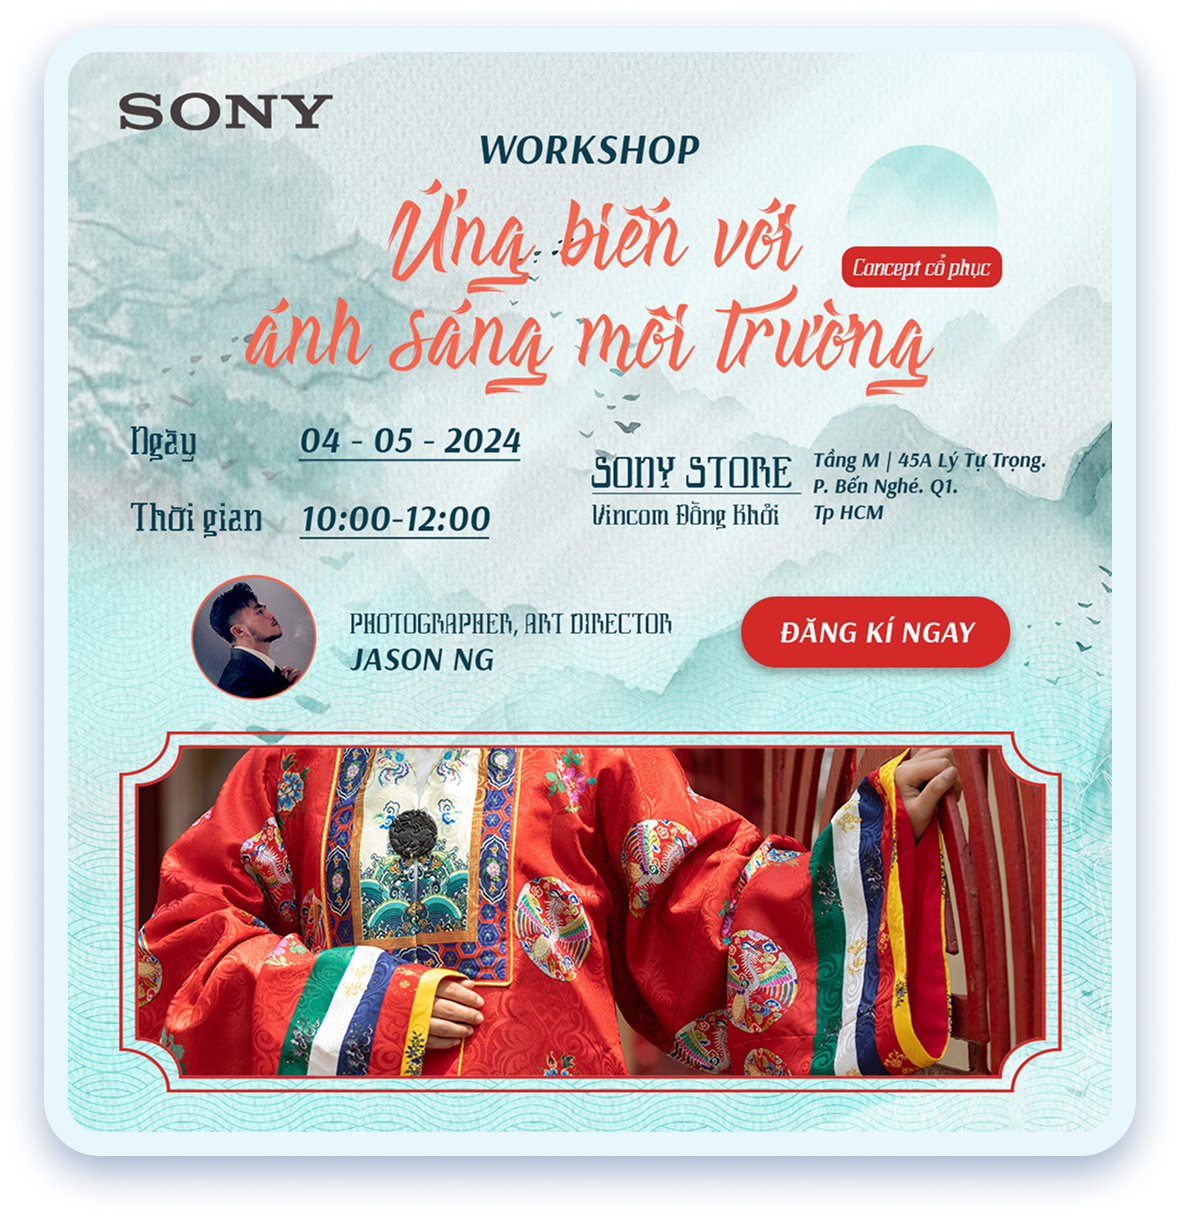 SONY
WORKSHOP
Ứng biến với
ánh sáng môi trường
Concept cổ phục
Ngày
04 - 05 - 2024
Thời gian
10:00-12:00
SONY STORE
Vincom Đồng Khởi
Tầng M | 45A Lý Tự Trọng.
P. Bến Nghé. Q1.
Tp HCM
PHOTOGRAPHER, ART DIRECTOR
JASON NG
ĐĂNG KÍ NGAY